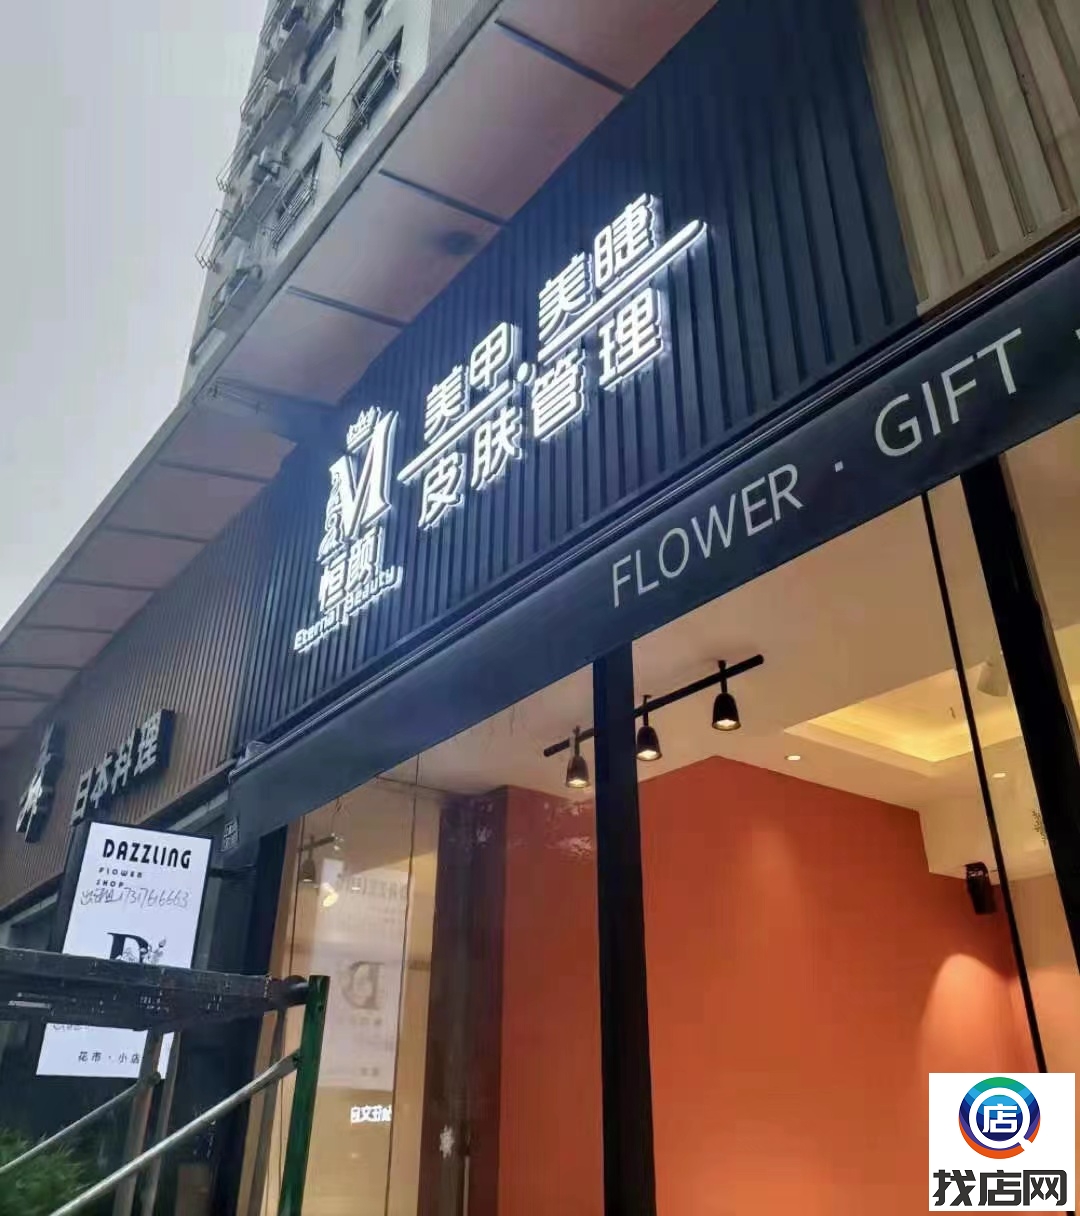 美甲·美睫
皮肤管理
M
恒颜
Eternal Beauty
FLOWER · GIFT
日本料理
DAZZLING
FLOWER
SHOP
D
花市·小店
店
找店网